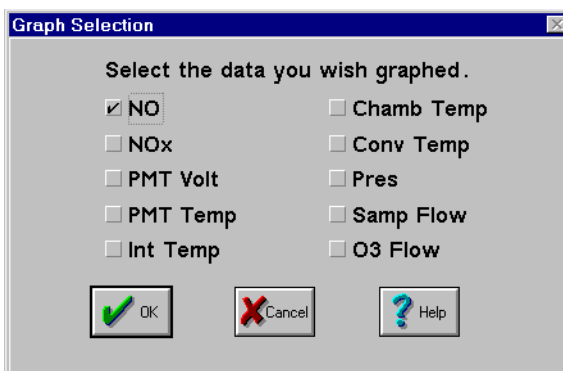 Graph Selection
Select the data you wish graphed.
NO
NOx
PMT Volt
PMT Temp
Int Temp
Chamb Temp
Conv Temp
Pres
Samp Flow
O3 Flow
OK
Cancel
Help